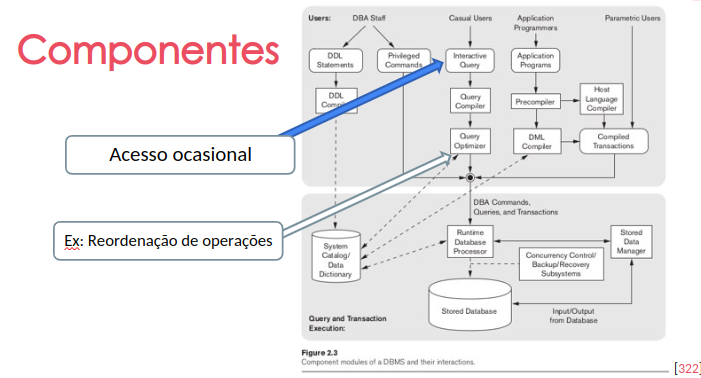 Componentes
Users:
DBA Staff
Casual Users
Application
Programmers
Parametric Users
DDL
Statements
Privileged
Commands
Interactive
Query
Application
Programs
DDL
Query
Compiler
Precompiler
Host
Language
Compiler
Acesso ocasional
Query
Optimizer
DML
Compiler
Compiled
Transactions
DBA Commands,
Queries, and Transactions
Ex: Reordenação de operações
System
Catalog/
Data
Dictionary
Runtime
Database
Processor
Stored
Data
Manager
Concurrency Control/
Backup/Recovery
Subsystems
Stored Database
Input/Output
from Database
Query and Transaction
Execution:
Figure 2.3
Component modules of a DBMS and their interactions.
[322]